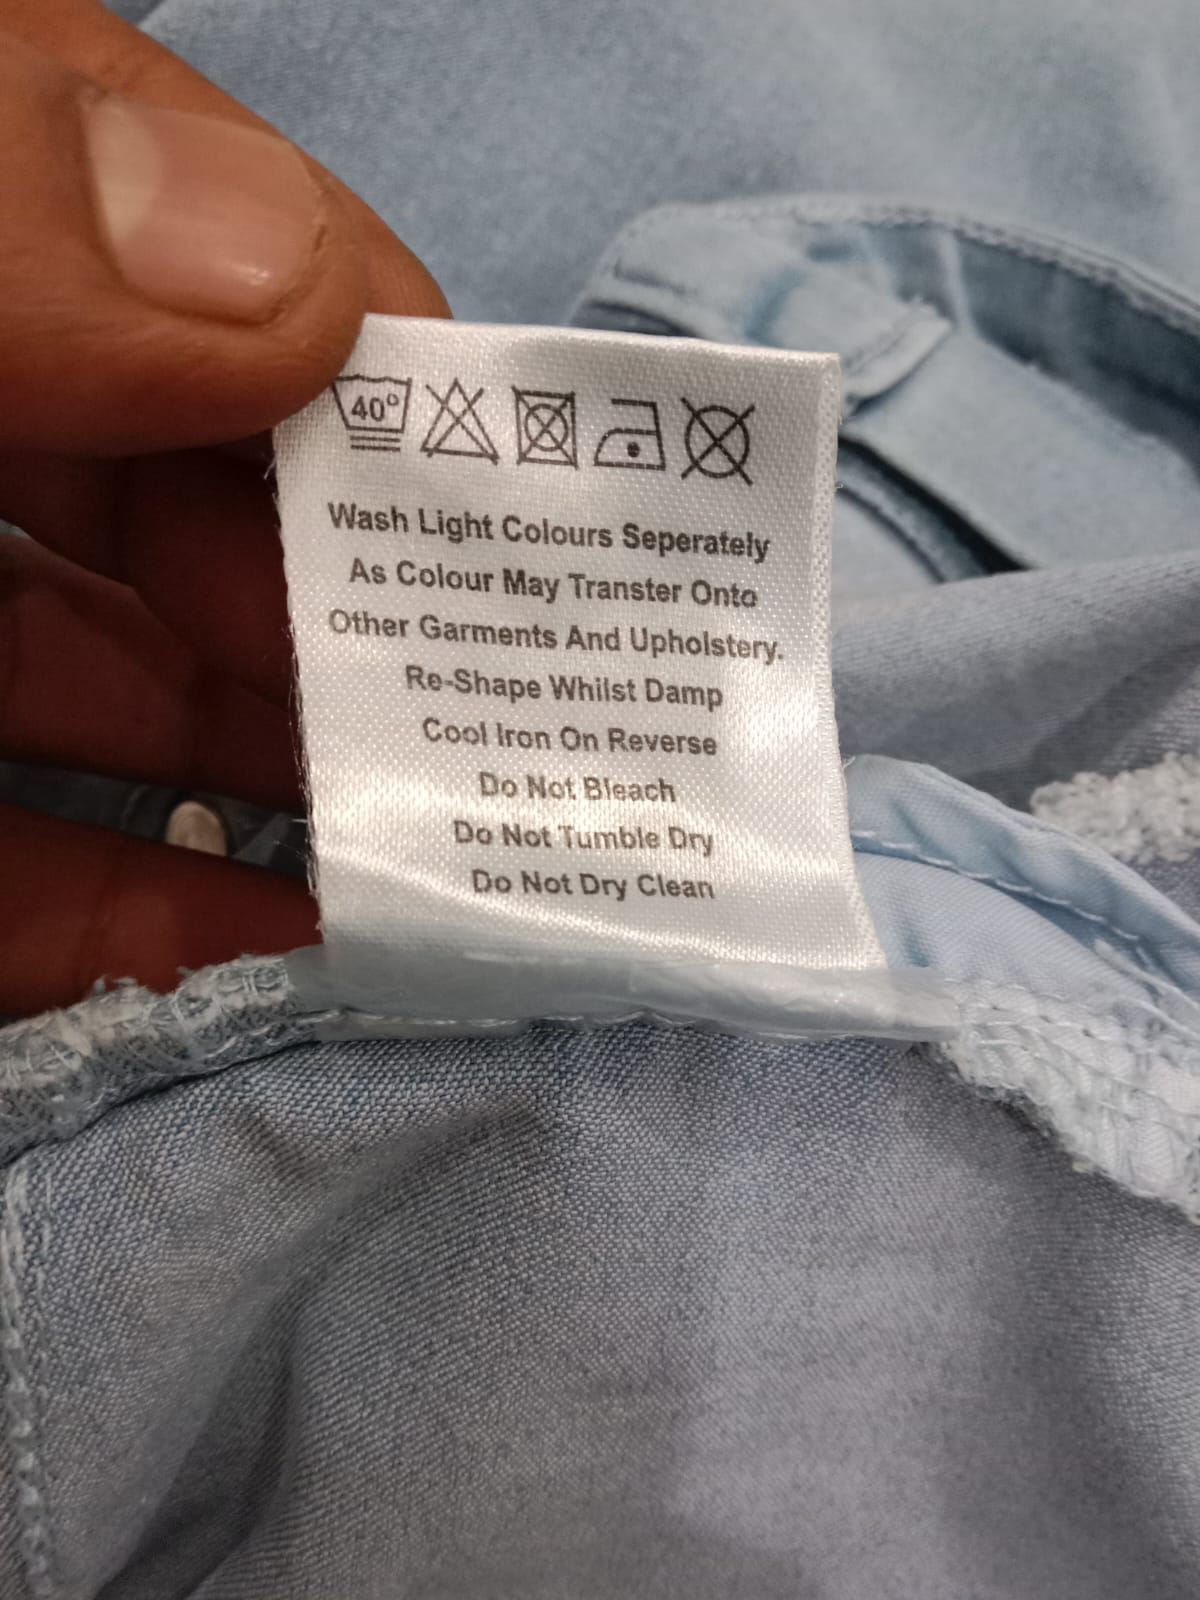 40°
Wash Light Colours Seperately
As Colour May Transter Onto
Other Garments And Upholstery.
Re-Shape Whilst Damp
Cool Iron On Reverse
Do Not Bleach
Do Not Tumble Dry
Do Not Dry Clean